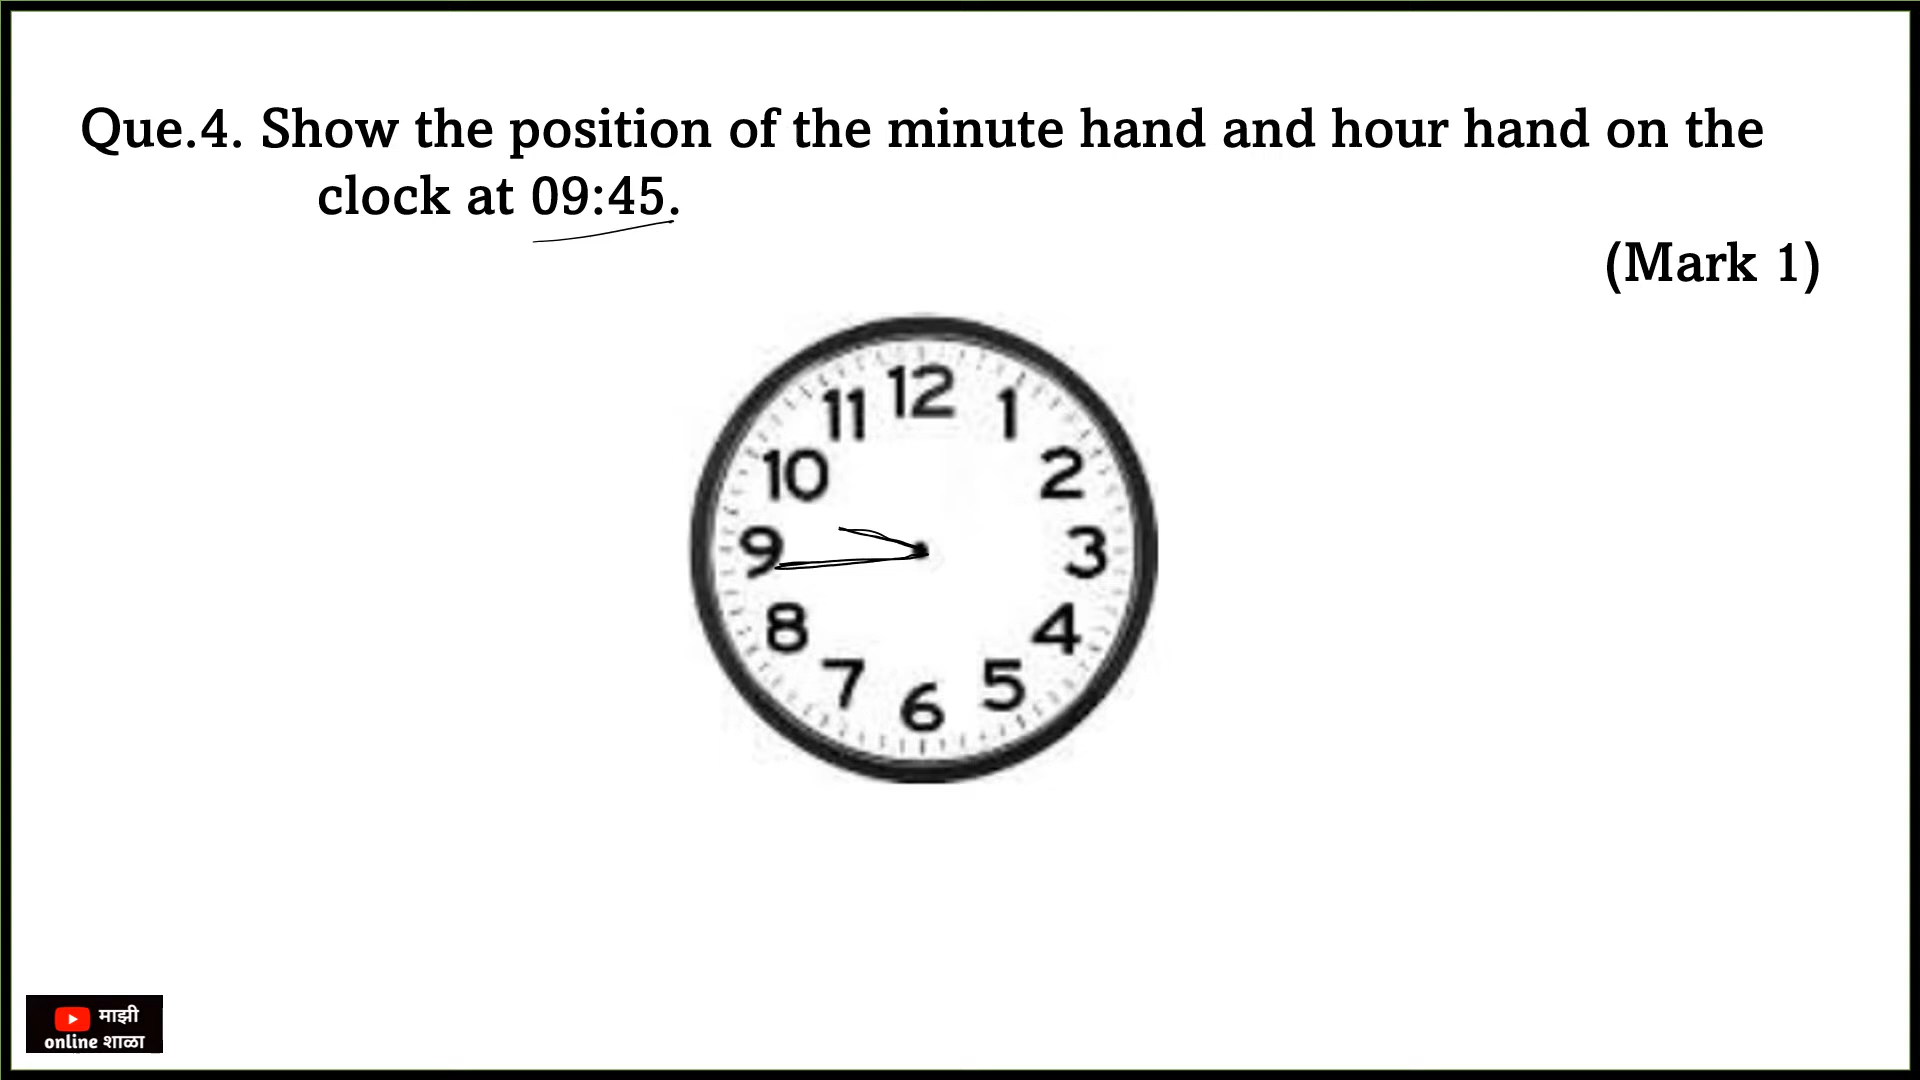 Que.4. Show the position of the minute hand and hour hand on the
clock at 09:45.
(Mark 1)
12
11
1
10
2
9
3
8
4
7
5
6
माझी
online शाळा